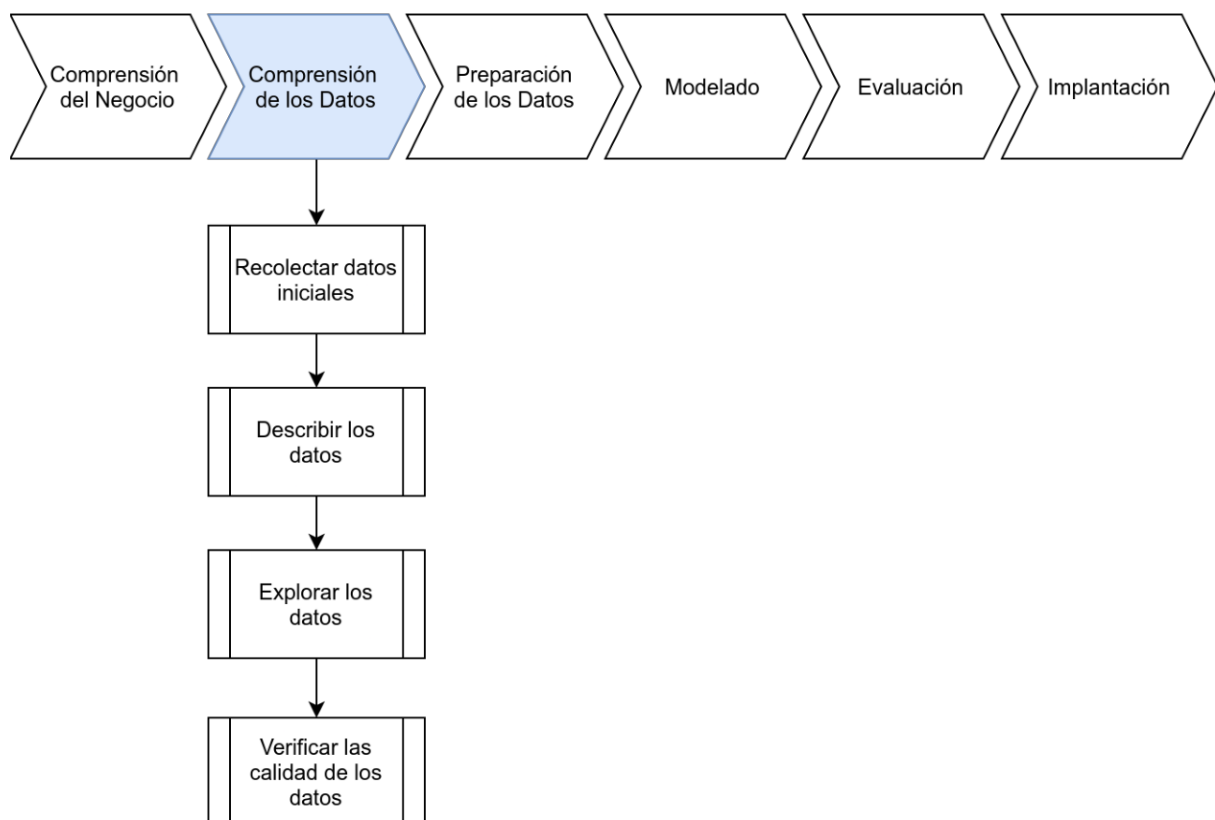 Comprensión
del Negocio
Comprensión
de los Datos
Preparación
de los Datos
Modelado
Evaluación
Implantación
Recolectar datos
iniciales
Describir los
datos
Explorar los
datos
Verificar las
calidad de los
datos